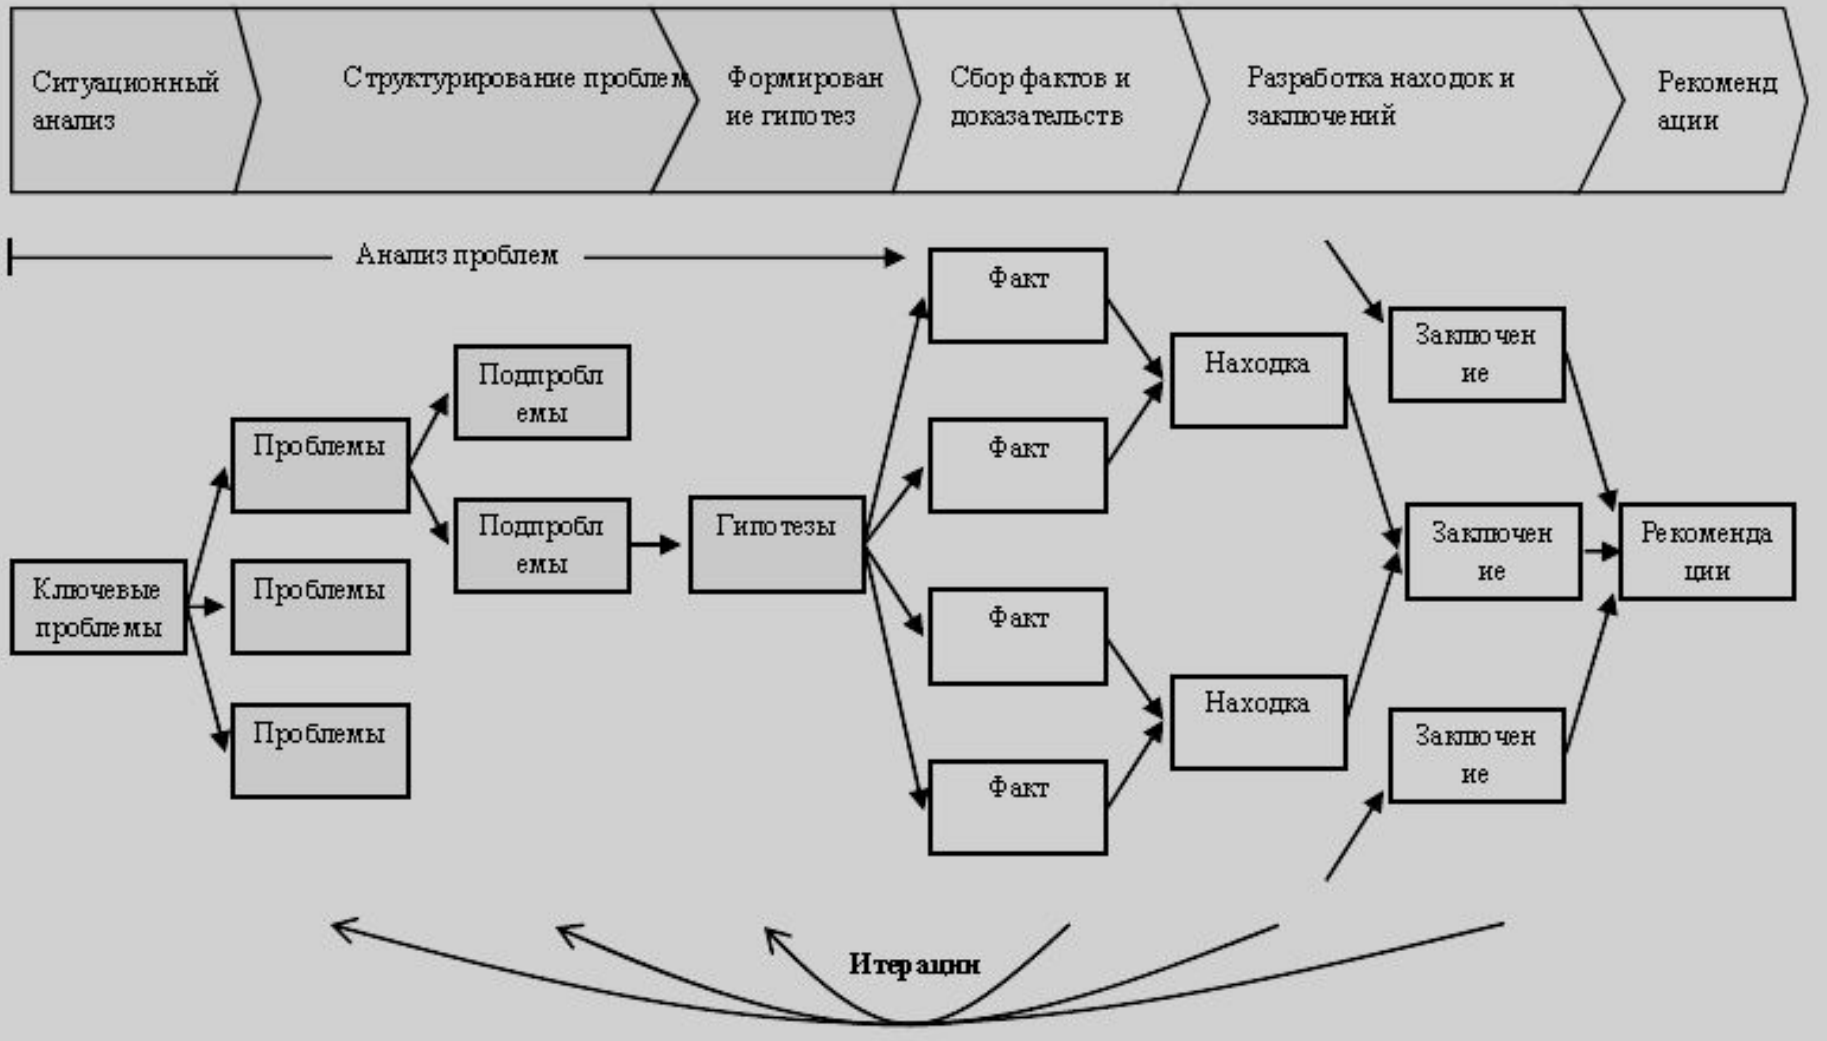 Ситуационный
анализ
Структурирование проблем
Формирован
ие гипотез
Сбор фактов и
доказательств
Разработка находок и
заключений
Рекоменд
ации
Анализ проблем
Факт
Заключен
ие
Находка
Подпробл
емы
Проблемы
Факт
Подпробл
емы
Гипотезы
Заключен
ие
Рекоменда
ции
Ключевые
проблемы
Проблемы
Факт
Находка
Проблемы
Заключен
ие
Факт
Итерации